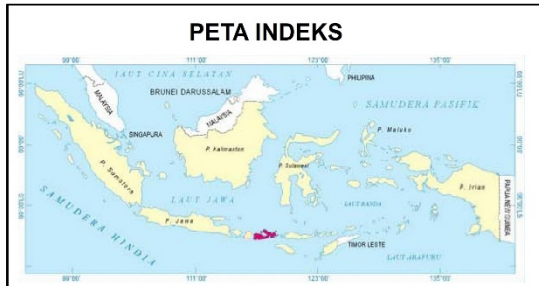 PETA INDEKS
99°00'
111°00'
123°00'
135°00'
LAUT CINA SELATAN
PHILIPINA
BRUNEI DARUSSALAM
MALAYSIA
MALAYSIA
SAMUDERA PASIFIK
SINGAPURA
P. Maluku
P. Kalimantan
P. Sulawesi
P. Sumatera
P. Irian
PAPUA NEW GUINEA
LAUT JAWA
LAUT BANDA
P. Jawa
SAMUDERA HINDIA
TIMOR LESTE
LAUT ARAFURU
99°00'
111°00'
123°00'
135°00'